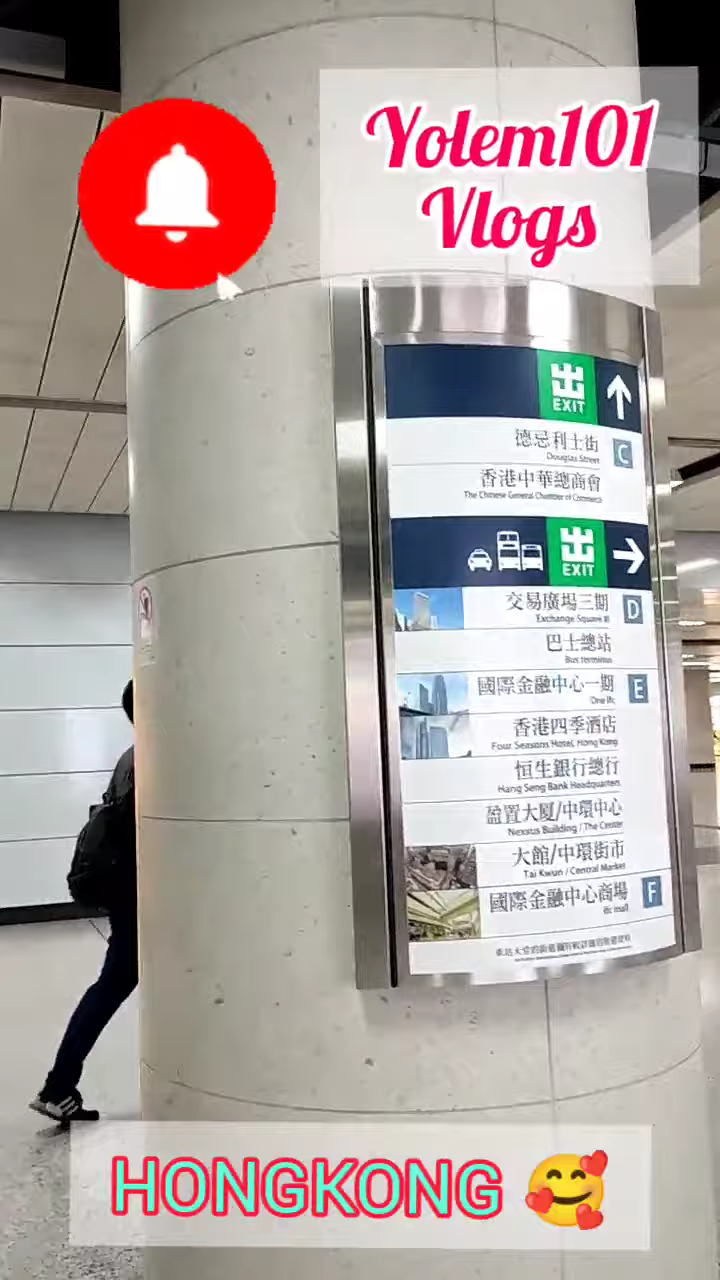 Yolem101
Vlogs
出
EXIT
德忌利士街
Douglas Street
C
香港中華總商會
The Chinese General Chamber of Commerce
出
EXIT
交易廣場三期
Exchange Square III
D
巴士總站
Bus terminus
國際金融中心一期
One ifc
E
香港四季酒店
Four Seasons Hotel, Hong Kong
恒生銀行總行
Hang Seng Bank Headquarters
盈置大廈/中環中心
Nexxus Building / The Center
大館/中環街市
Tai Kwun / Central Market
國際金融中心商場
ifc mall
F
HONGKONG 🥰